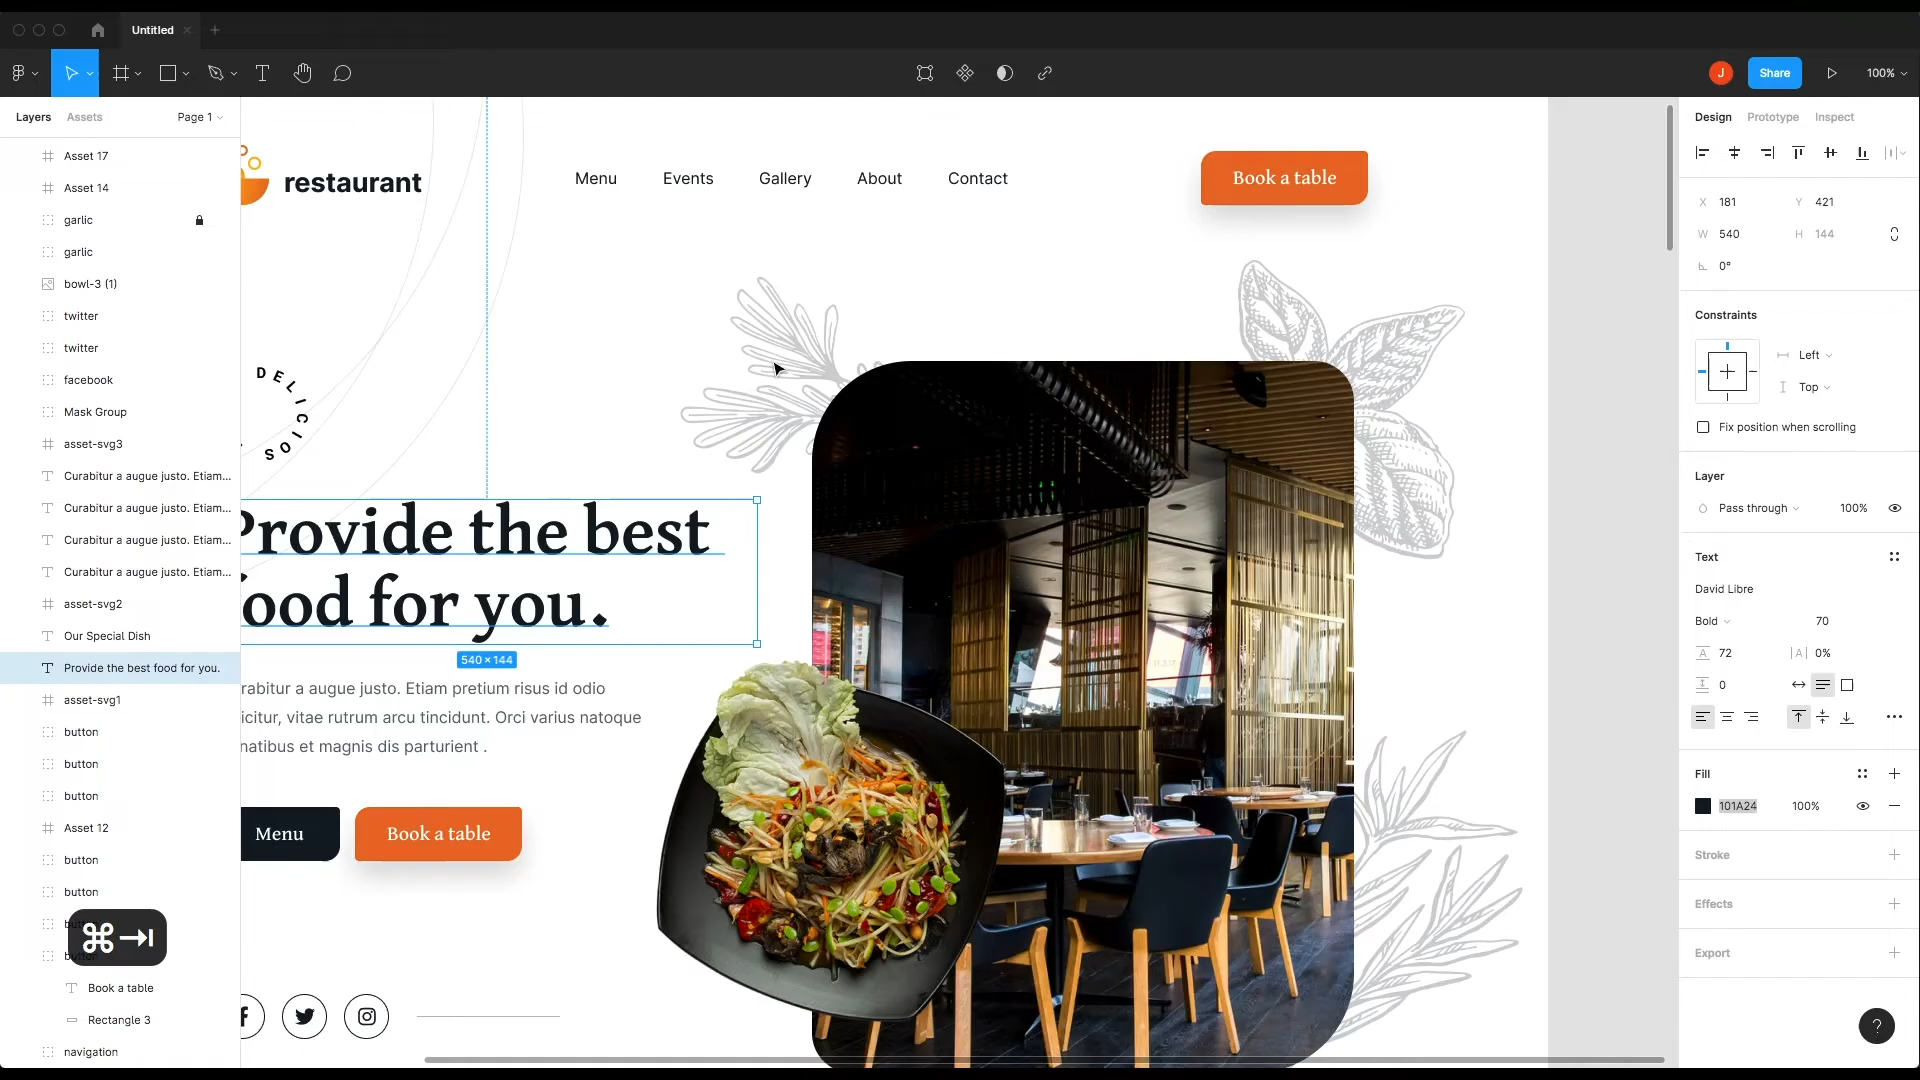 Untitled
J
Share
100%
Layers
Assets
Page 1
Asset 17
Asset 14
garlic
garlic
bowl-3 (1)
twitter
twitter
facebook
Mask Group
asset-svg3
Curabitur a augue justo. Etiam...
Curabitur a augue justo. Etiam...
Curabitur a augue justo. Etiam...
Curabitur a augue justo. Etiam...
asset-svg2
Our Special Dish
Provide the best food for you.
asset-svg1
button
button
button
Asset 12
button
button
Book a table
Rectangle 3
navigation
⌘
restaurant
Menu
Events
Gallery
About
Contact
Book a table
DELICIOS
Provide the best
ood for you.
540 × 144
rabitur a augue justo. Etiam pretium risus id odio
icitur, vitae rutrum arcu tincidunt. Orci varius natoque
natibus et magnis dis parturient .
Menu
Book a table
Design
Prototype
Inspect
X 181
Y 421
W 540
H 144
0°
Constraints
Left
Top
Fix position when scrolling
Layer
Pass through
100%
Text
David Libre
Bold
70
A 72
|A| 0%
0
Fill
101A24
100%
Stroke
Effects
Export
?